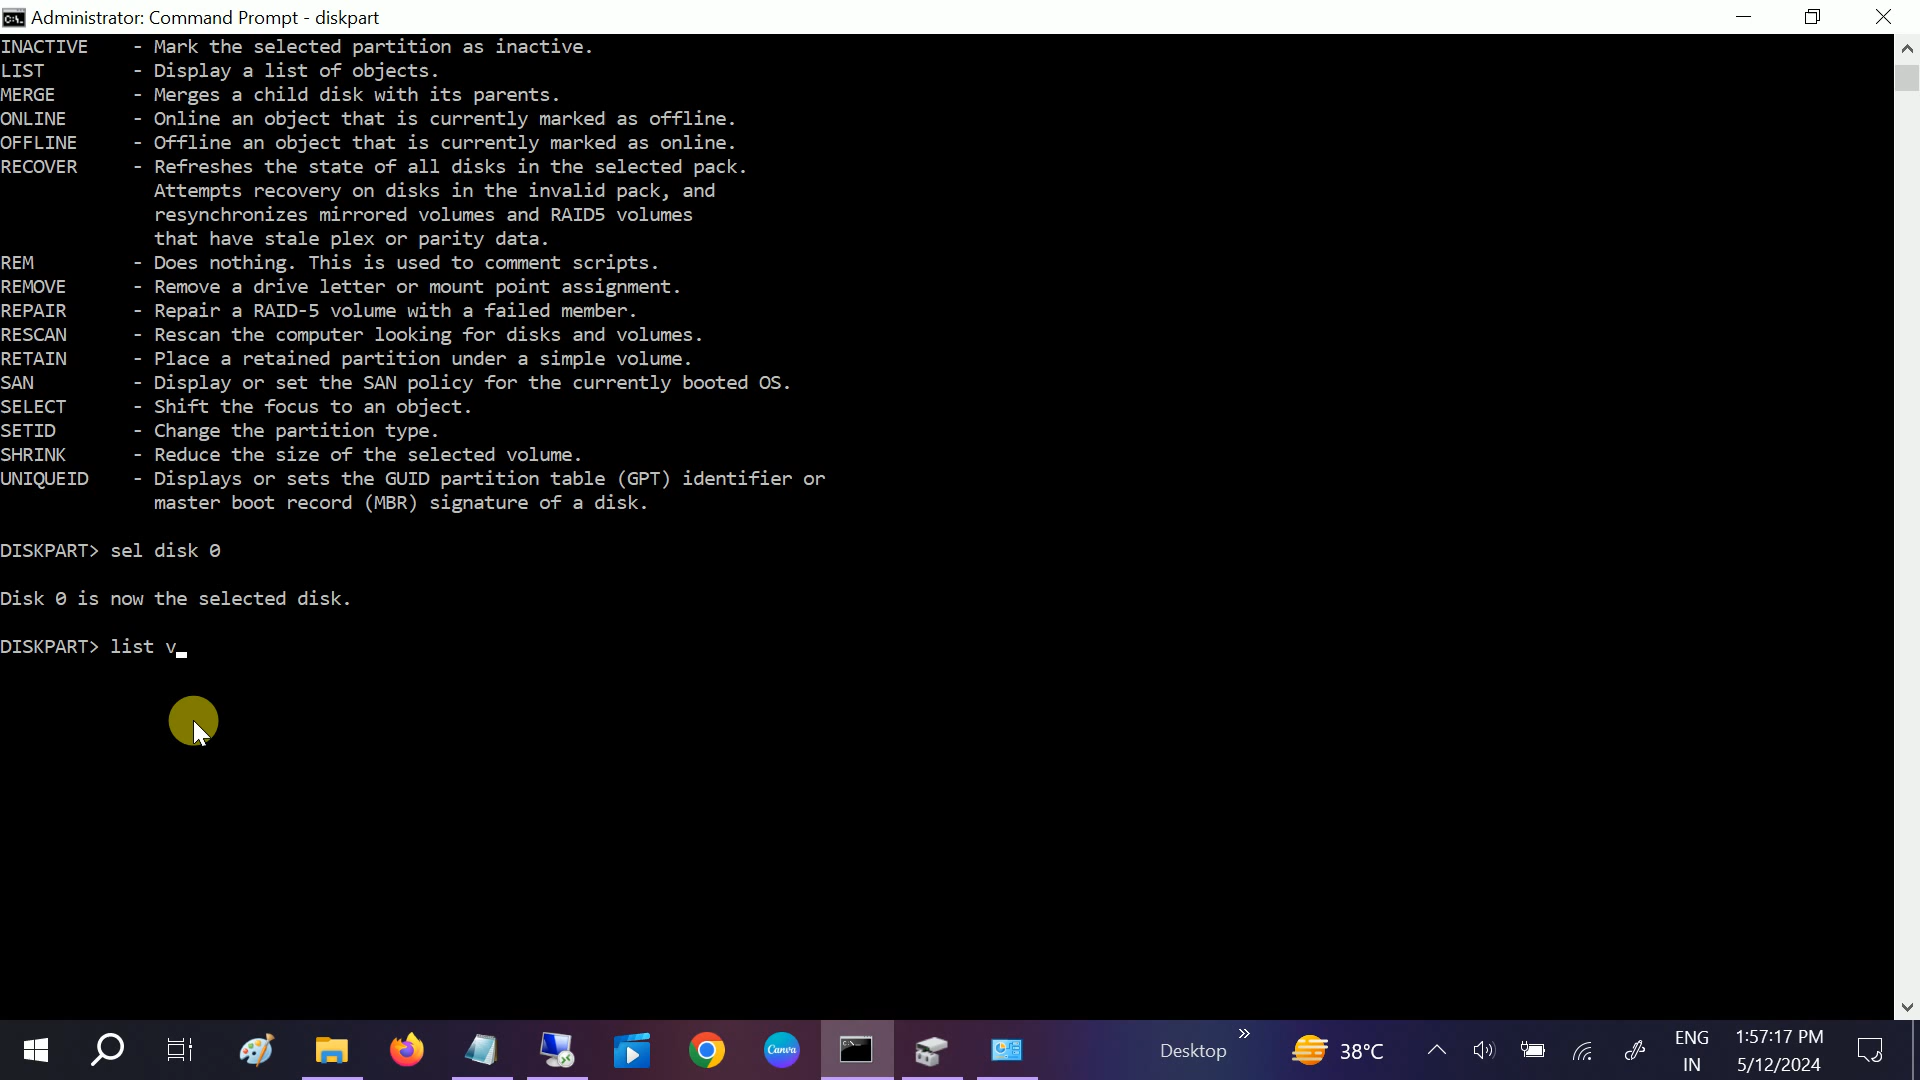 Administrator: Command Prompt - diskpart
INACTIVE    - Mark the selected partition as inactive.
LIST        - Display a list of objects.
MERGE       - Merges a child disk with its parents.
ONLINE      - Online an object that is currently marked as offline.
OFFLINE     - Offline an object that is currently marked as online.
RECOVER     - Refreshes the state of all disks in the selected pack.
              Attempts recovery on disks in the invalid pack, and
              resynchronizes mirrored volumes and RAID5 volumes
              that have stale plex or parity data.
REM         - Does nothing. This is used to comment scripts.
REMOVE      - Remove a drive letter or mount point assignment.
REPAIR      - Repair a RAID-5 volume with a failed member.
RESCAN      - Rescan the computer looking for disks and volumes.
RETAIN      - Place a retained partition under a simple volume.
SAN         - Display or set the SAN policy for the currently booted OS.
SELECT      - Shift the focus to an object.
SETID       - Change the partition type.
SHRINK      - Reduce the size of the selected volume.
UNIQUEID    - Displays or sets the GUID partition table (GPT) identifier or
              master boot record (MBR) signature of a disk.
DISKPART> sel disk 0
Disk 0 is now the selected disk.
DISKPART> list v_
Canva
Desktop
»
38°C
ENG
IN
1:57:17 PM
5/12/2024